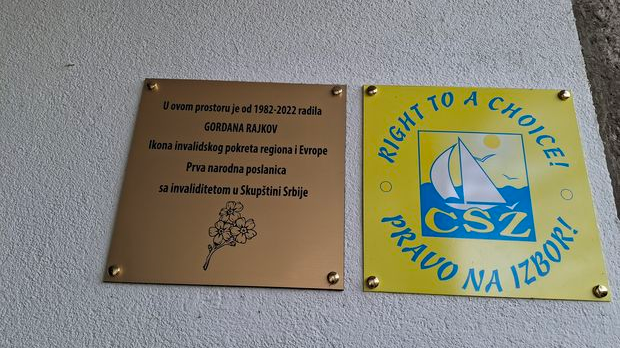 U ovom prostoru je od 1982-2022 radila
GORDANA RAJKOV
Ikona invalidskog pokreta regiona i Evrope
Prva narodna poslanica
sa invaliditetom u Skupštini Srbije
RIGHT TO A CHOICE!
CSŽ
PRAVO NA IZBOR!